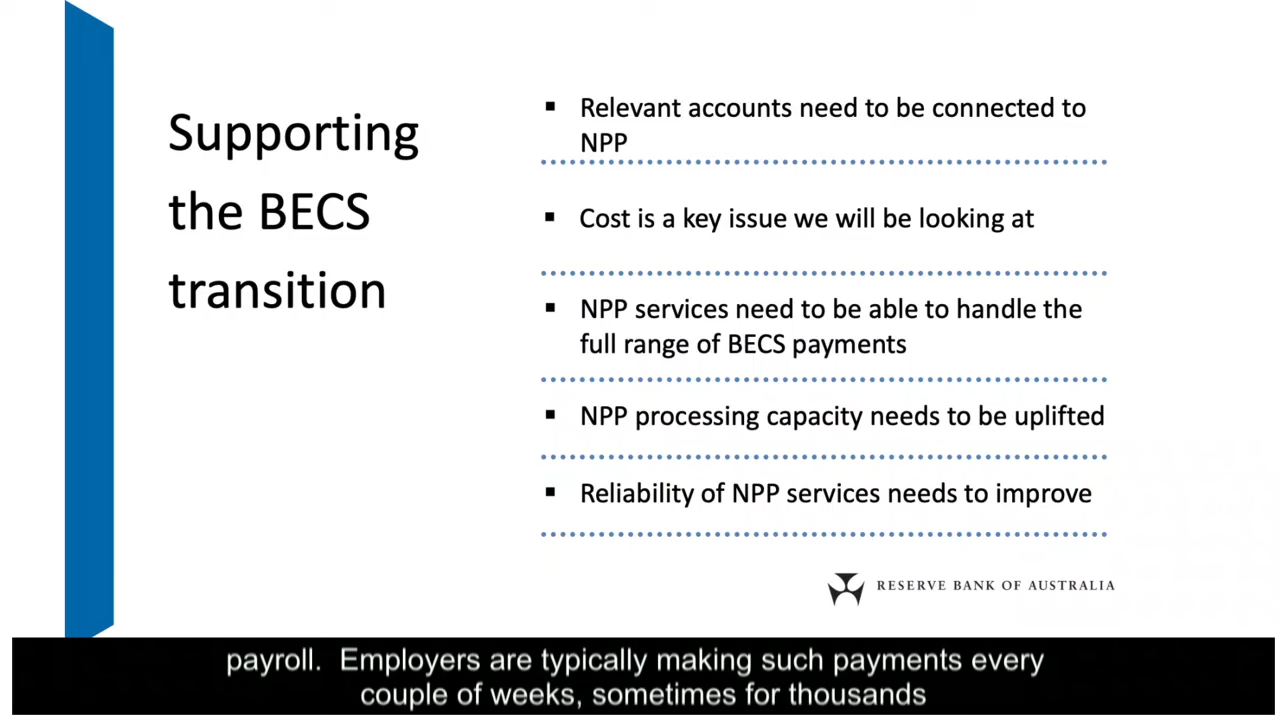 Supporting
the BECS
transition
▪ Relevant accounts need to be connected to
NPP
▪ Cost is a key issue we will be looking at
▪ NPP services need to be able to handle the
full range of BECS payments
▪ NPP processing capacity needs to be uplifted
▪ Reliability of NPP services needs to improve
RESERVE BANK OF AUSTRALIA
payroll.  Employers are typically making such payments every
couple of weeks, sometimes for thousands